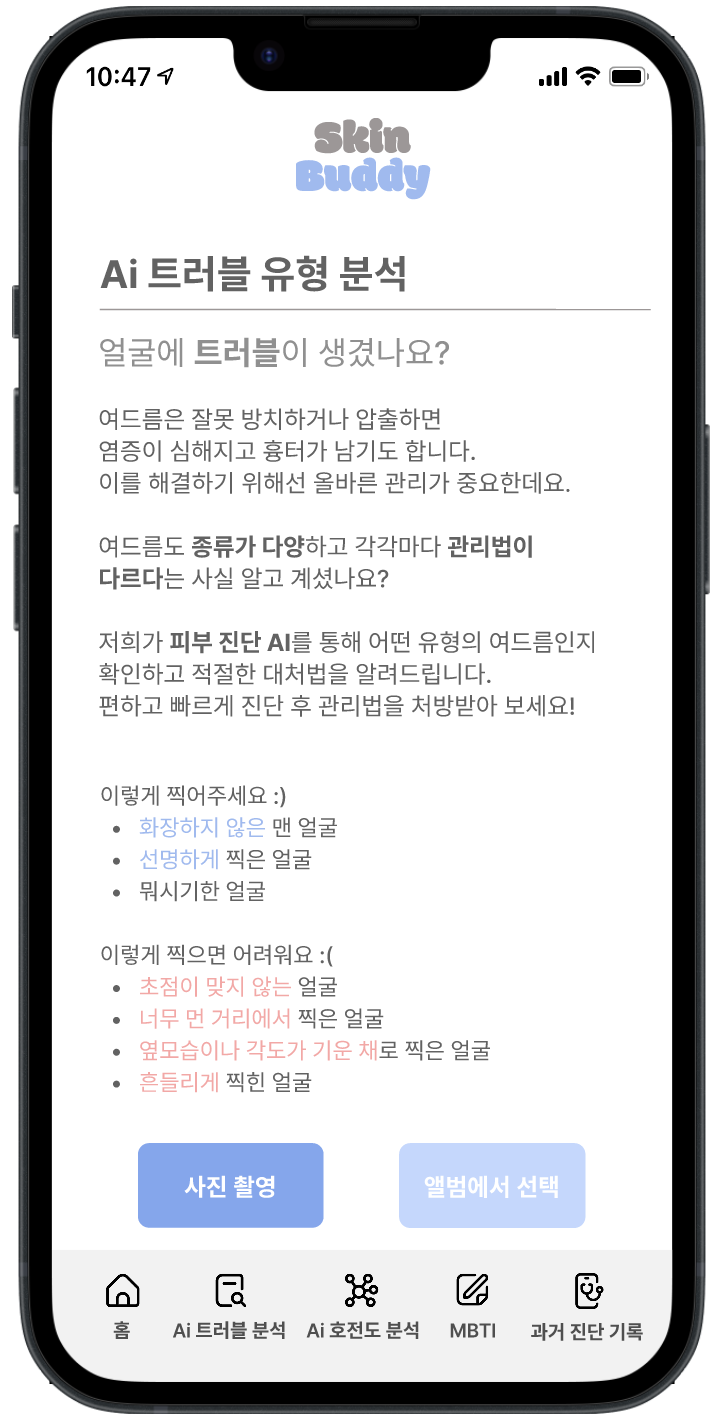 10:47
Skin
Buddy
Ai 트러블 유형 분석
얼굴에 트러블이 생겼나요?
여드름은 잘못 방치하거나 압출하면
염증이 심해지고 흉터가 남기도 합니다.
이를 해결하기 위해선 올바른 관리가 중요한데요.
여드름도 종류가 다양하고 각각마다 관리법이
다르다는 사실 알고 계셨나요?
저희가 피부 진단 AI를 통해 어떤 유형의 여드름인지
확인하고 적절한 대처법을 알려드립니다.
편하고 빠르게 진단 후 관리법을 처방받아 보세요!
이렇게 찍어주세요 :)
• 화장하지 않은 맨 얼굴
• 선명하게 찍은 얼굴
• 뭐시기한 얼굴
이렇게 찍으면 어려워요 :(
• 초점이 맞지 않는 얼굴
• 너무 먼 거리에서 찍은 얼굴
• 옆모습이나 각도가 기운 채로 찍은 얼굴
• 흔들리게 찍힌 얼굴
사진 촬영 앨범에서 선택
홈 Ai 트러블 분석 Ai 호전도 분석 MBTI 과거 진단 기록